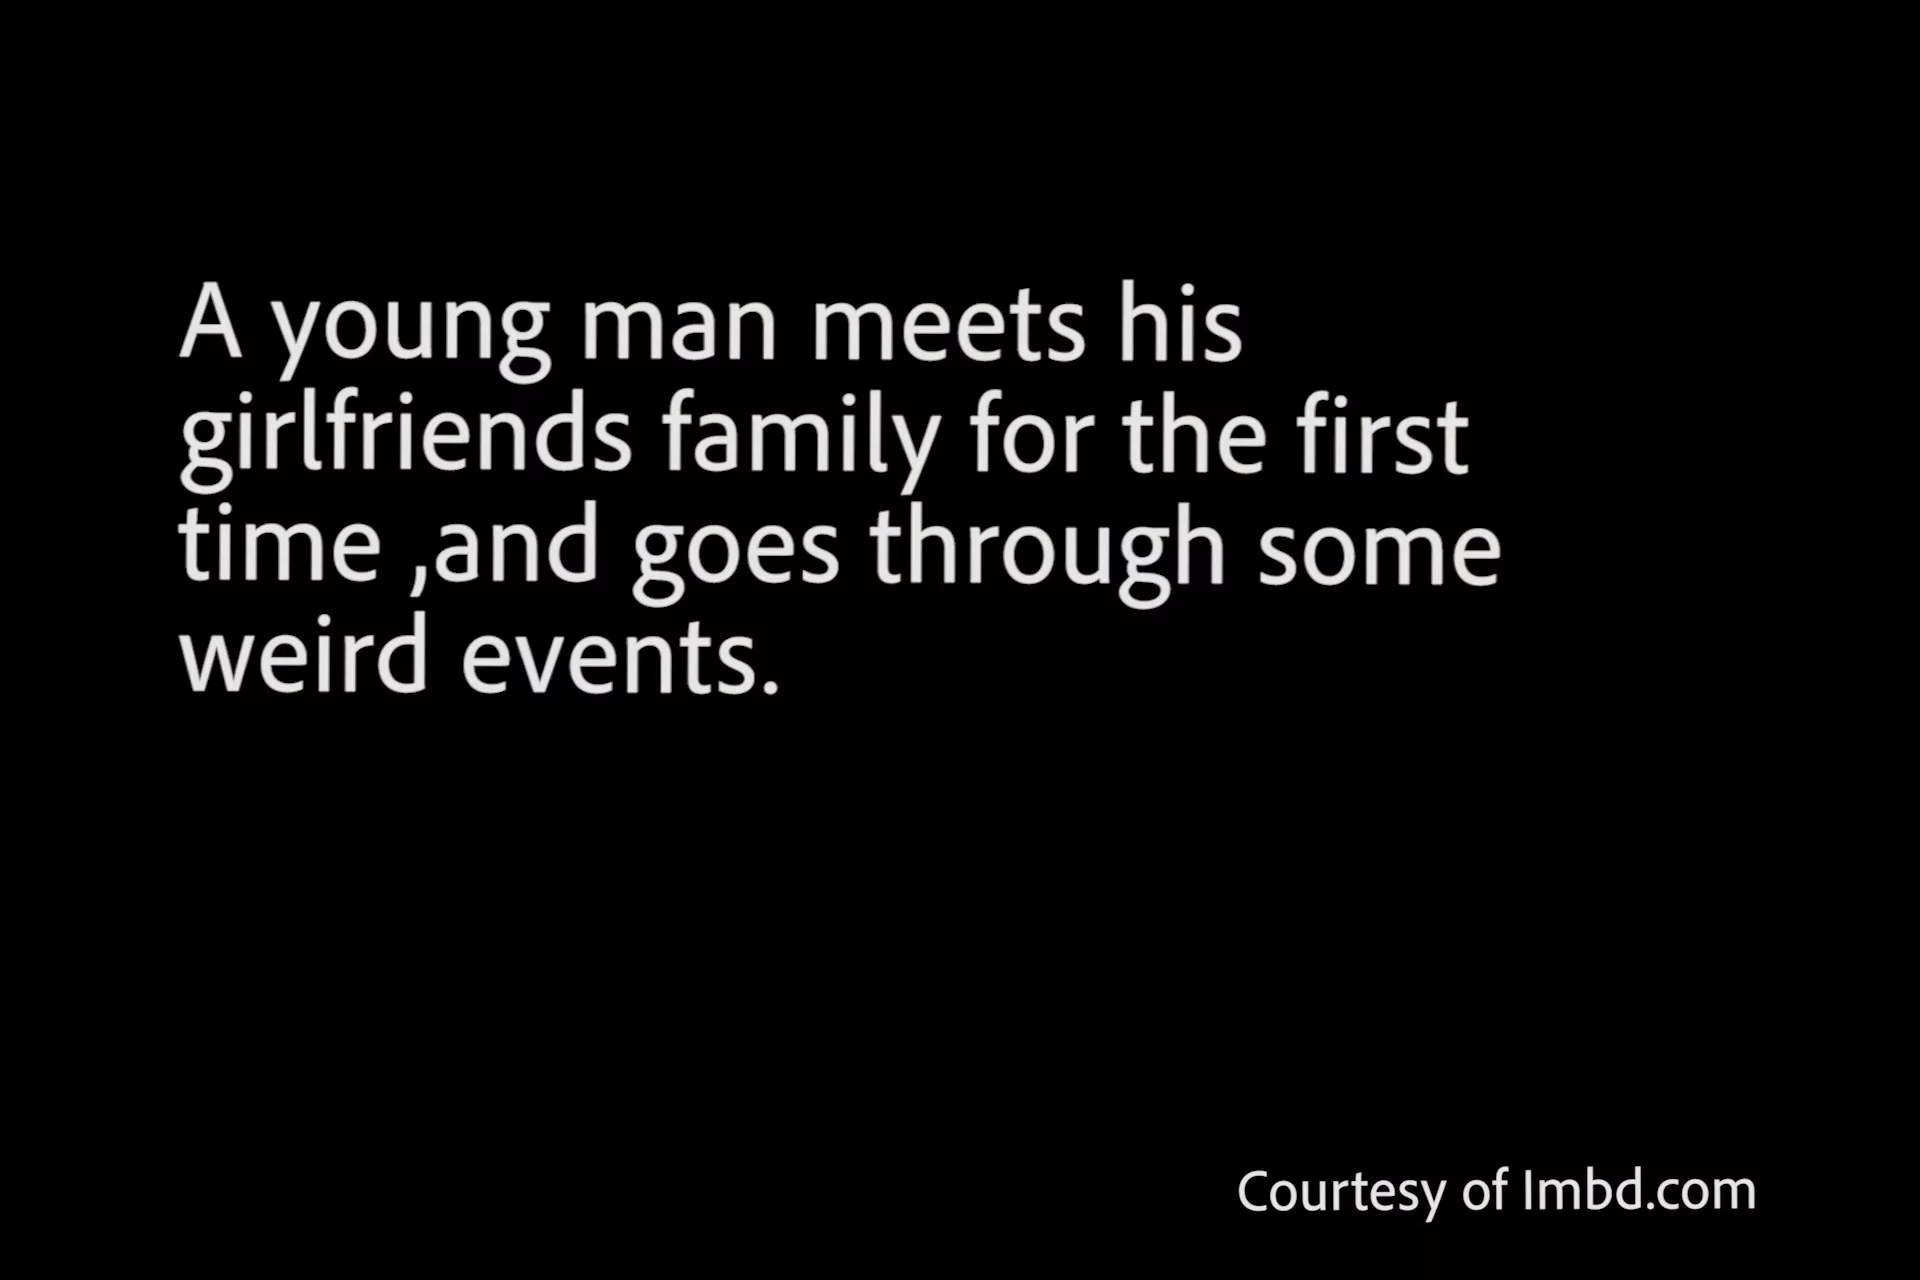 A young man meets his
girlfriends family for the first
time ,and goes through some
weird events.
Courtesy of Imbd.com